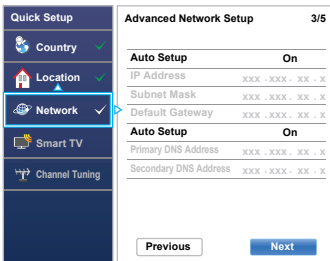 Quick Setup
Country
Location
Network
Smart TV
Channel Tuning
Advanced Network Setup 3/5
Auto Setup On
IP Address xxx . xxx . xx . x
Subnet Mask xxx . xxx . xx . x
Default Gateway xxx . xxx . xx . x
Auto Setup On
Primary DNS Address xxx . xxx . xx . x
Secondary DNS Address xxx . xxx . xx . x
Previous Next